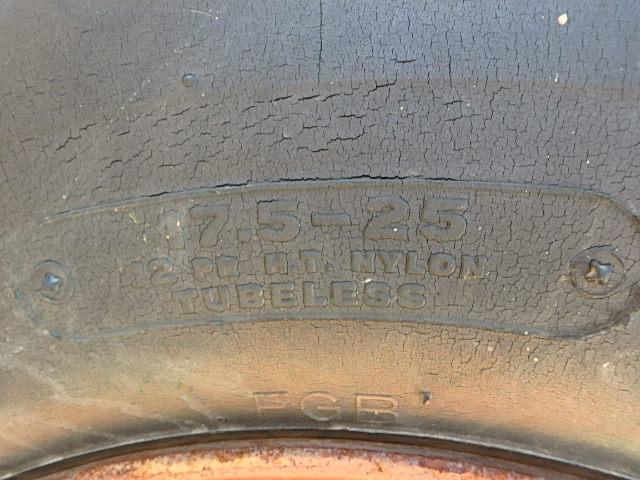 17.5-25
12 PR H.T. NYLON
TUBELESS
FGB